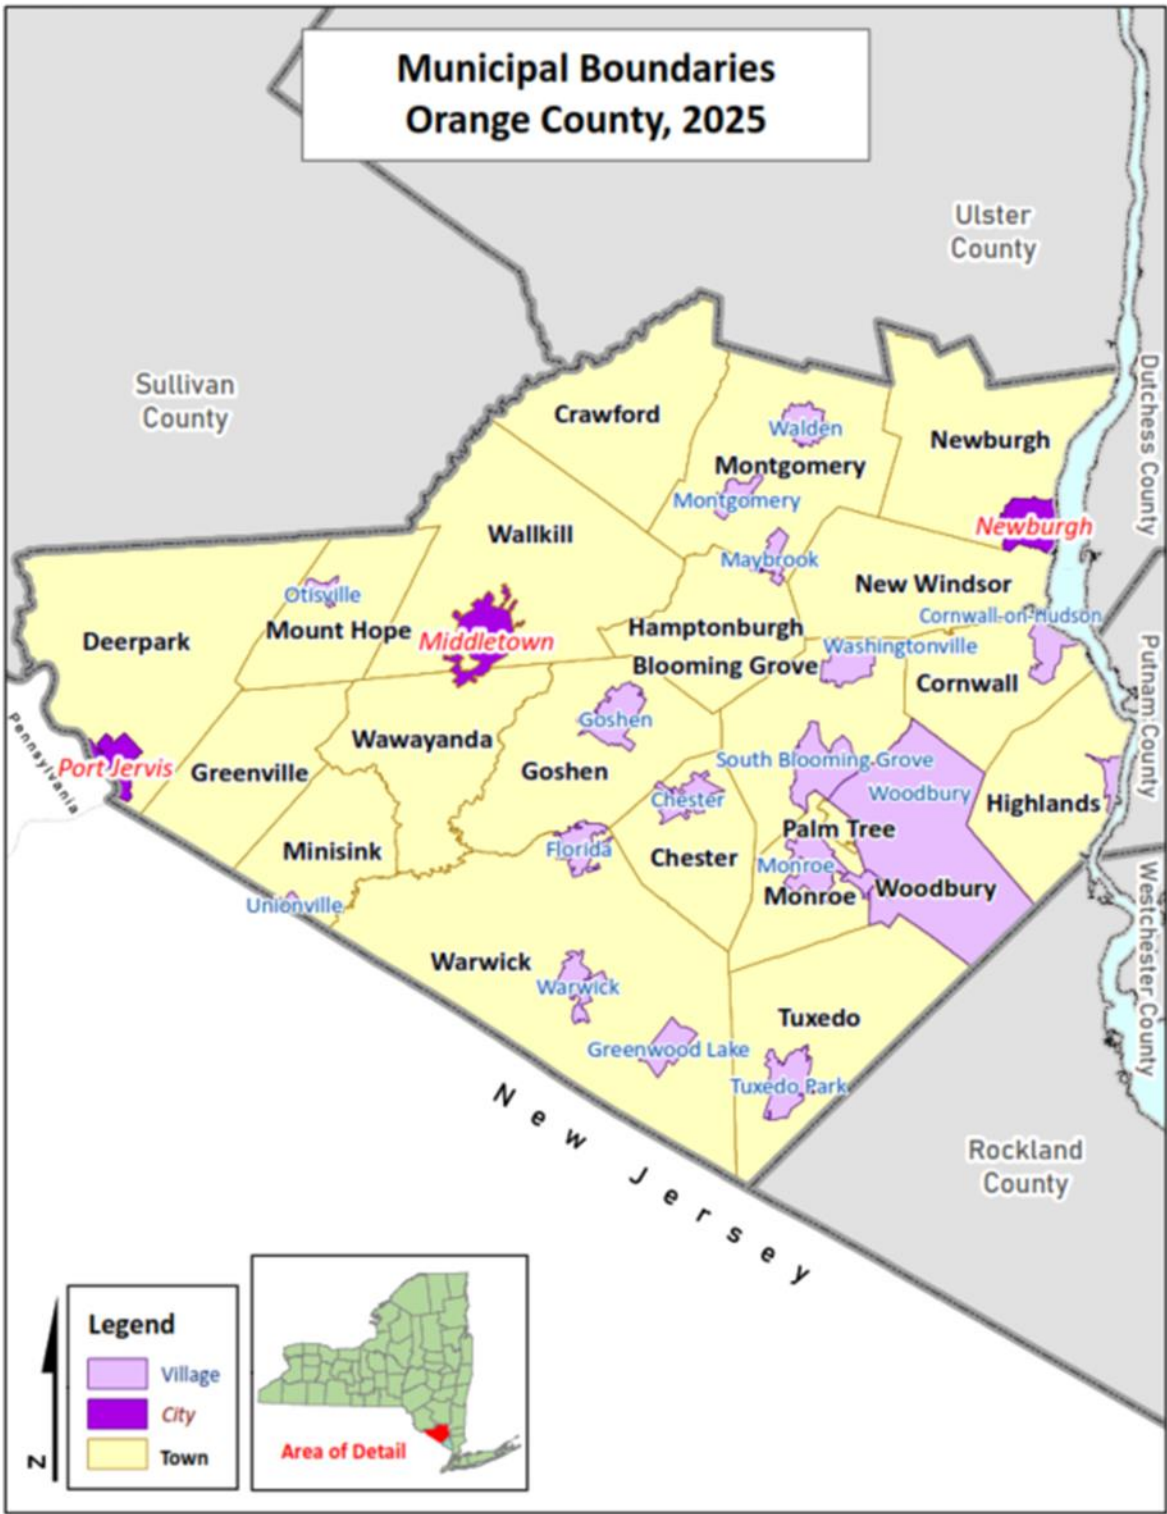 Municipal Boundaries
Orange County, 2025
Ulster
County
Sullivan
County
Dutchess County
Crawford
Walden
Newburgh
Montgomery
Montgomery
Newburgh
Wallkill
Maybrook
New Windsor
Otisville
Cornwall-on-Hudson
Mount Hope
Middletown
Hamptonburgh
Deerpark
Washingtonville
Blooming Grove
Cornwall
Putnam County
Goshen
Pennsylvania
Port Jervis
Greenville
Wawayanda
Goshen
South Blooming Grove
Woodbury
Chester
Highlands
Palm Tree
Minisink
Florida
Chester
Monroe
Monroe
Woodbury
Unionville
Westchester County
Warwick
Warwick
Tuxedo
Greenwood Lake
Tuxedo Park
New Jersey
Rockland
County
Legend
Village
City
Town
N
Area of Detail